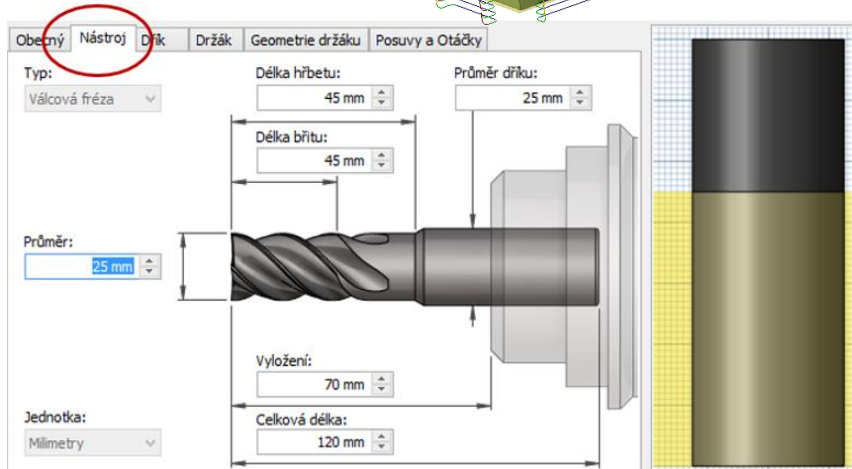 Obecný Nástroj Dřík Držák Geometrie držáku Posuvy a Otáčky
Typ:
Válcová fréza
Délka hřbetu:
45 mm
Průměr dříku:
25 mm
Délka břitu:
45 mm
Průměr:
25 mm
Vyložení:
70 mm
Jednotka:
Milimetry
Celková délka:
120 mm